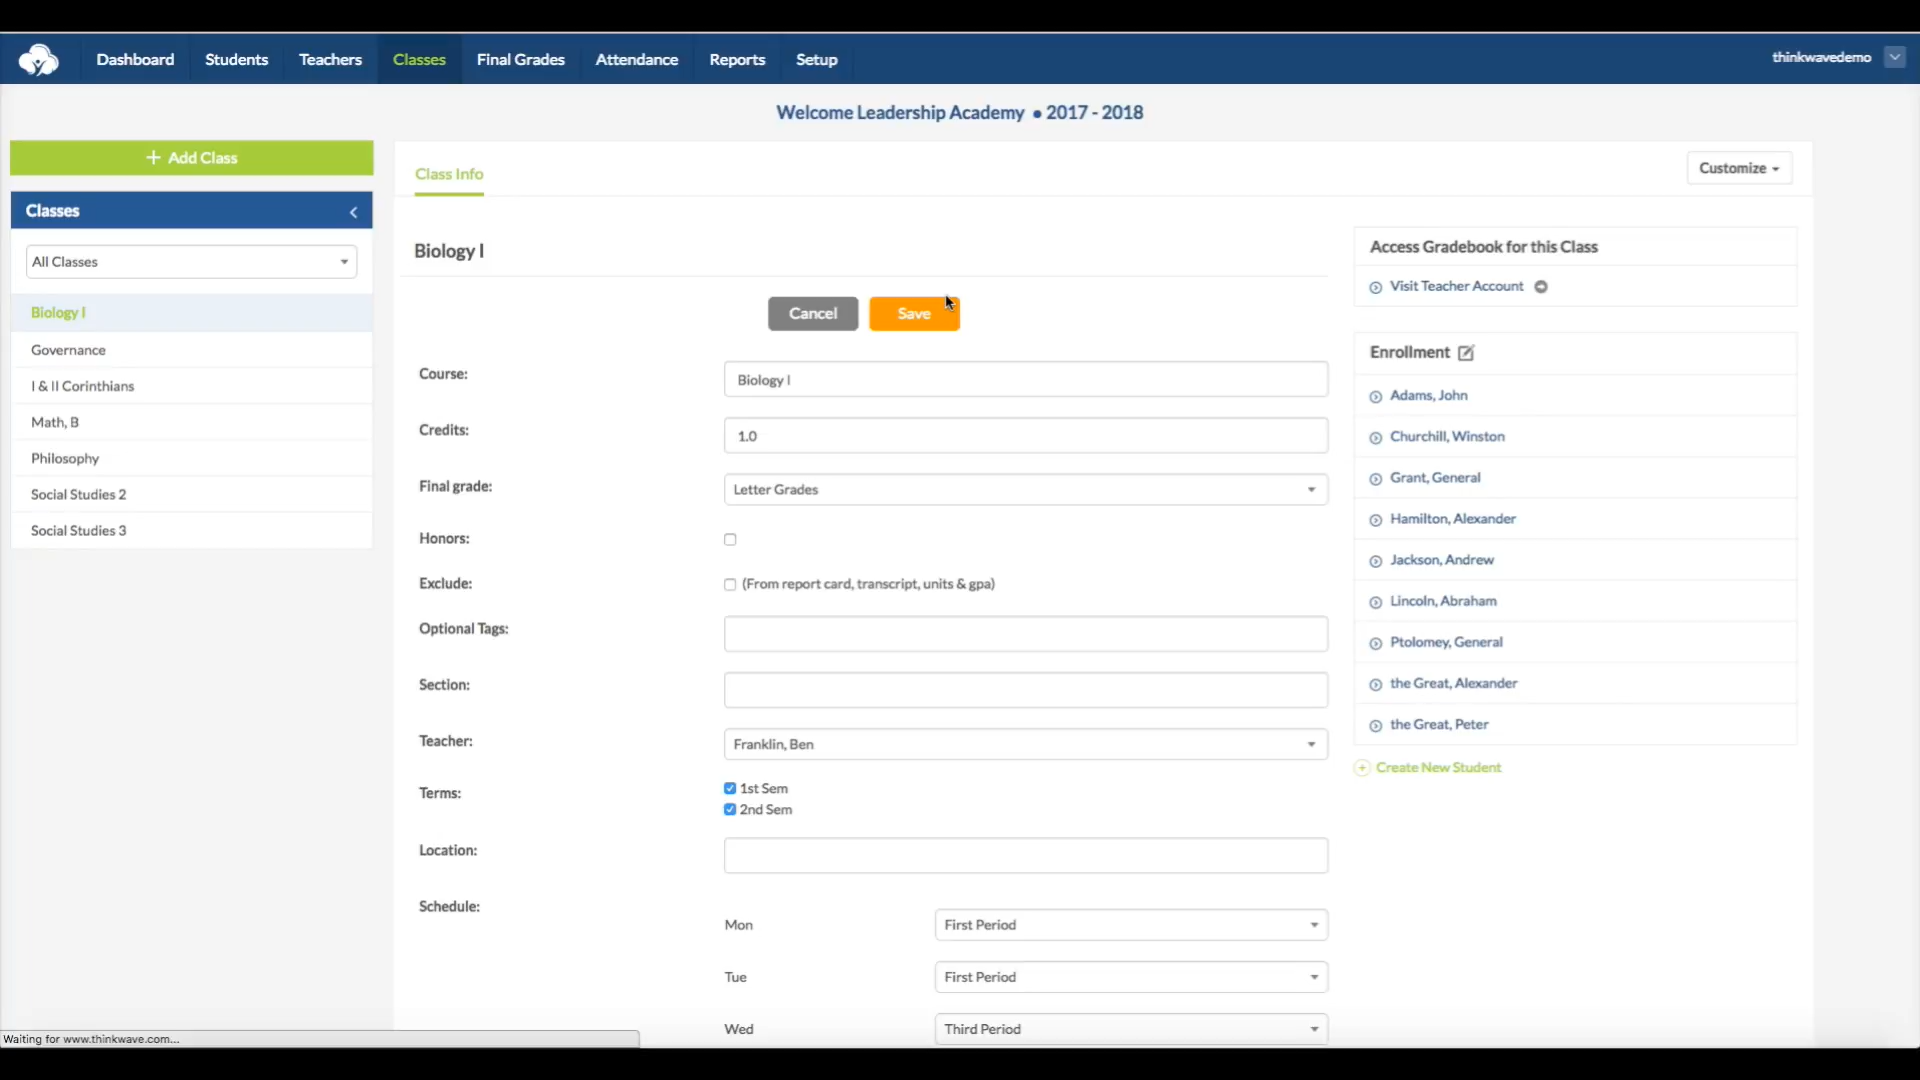 Dashboard Students Teachers Classes Final Grades Attendance Reports Setup thinkwavedemo
Welcome Leadership Academy • 2017 - 2018
+ Add Class
Classes
All Classes
Biology I
Governance
I & II Corinthians
Math, B
Philosophy
Social Studies 2
Social Studies 3
Class Info
Customize
Biology I
Cancel Save
Course: Biology I
Credits: 1.0
Final grade: Letter Grades
Honors:
Exclude: (From report card, transcript, units & gpa)
Optional Tags:
Section:
Teacher: Franklin, Ben
Terms: 1st Sem
2nd Sem
Location:
Schedule:
Mon First Period
Tue First Period
Wed Third Period
Access Gradebook for this Class
Visit Teacher Account
Enrollment
Adams, John
Churchill, Winston
Grant, General
Hamilton, Alexander
Jackson, Andrew
Lincoln, Abraham
Ptolomey, General
the Great, Alexander
the Great, Peter
Create New Student
Waiting for www.thinkwave.com...